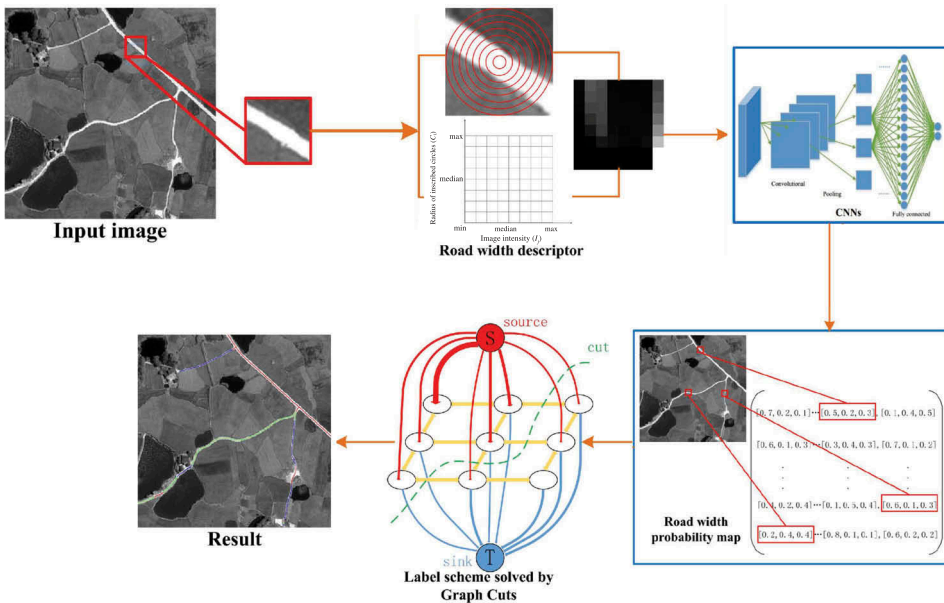 Input image
Radius of inscribed circles (Ci)
max
median
min
median
max
Image intensity (Ij)
Road width descriptor
......
Convolutional
Pooling
......
CNNs
Fully connected
Result
S
source
cut
T
sink
Label scheme solved by
Graph Cuts
[0.7, 0.2, 0.1]···[0.5, 0.2, 0.3], [0.1, 0.4, 0.5]
[0.6, 0.1, 0.3]···[0.3, 0.4, 0.3], [0.7, 0.1, 0.2]
[0.4, 0.2, 0.4]···[0.1, 0.5, 0.4], [0.6, 0.1, 0.3]
[0.2, 0.4, 0.4]···[0.8, 0.1, 0.1], [0.6, 0.2, 0.2]
Road width
probability map